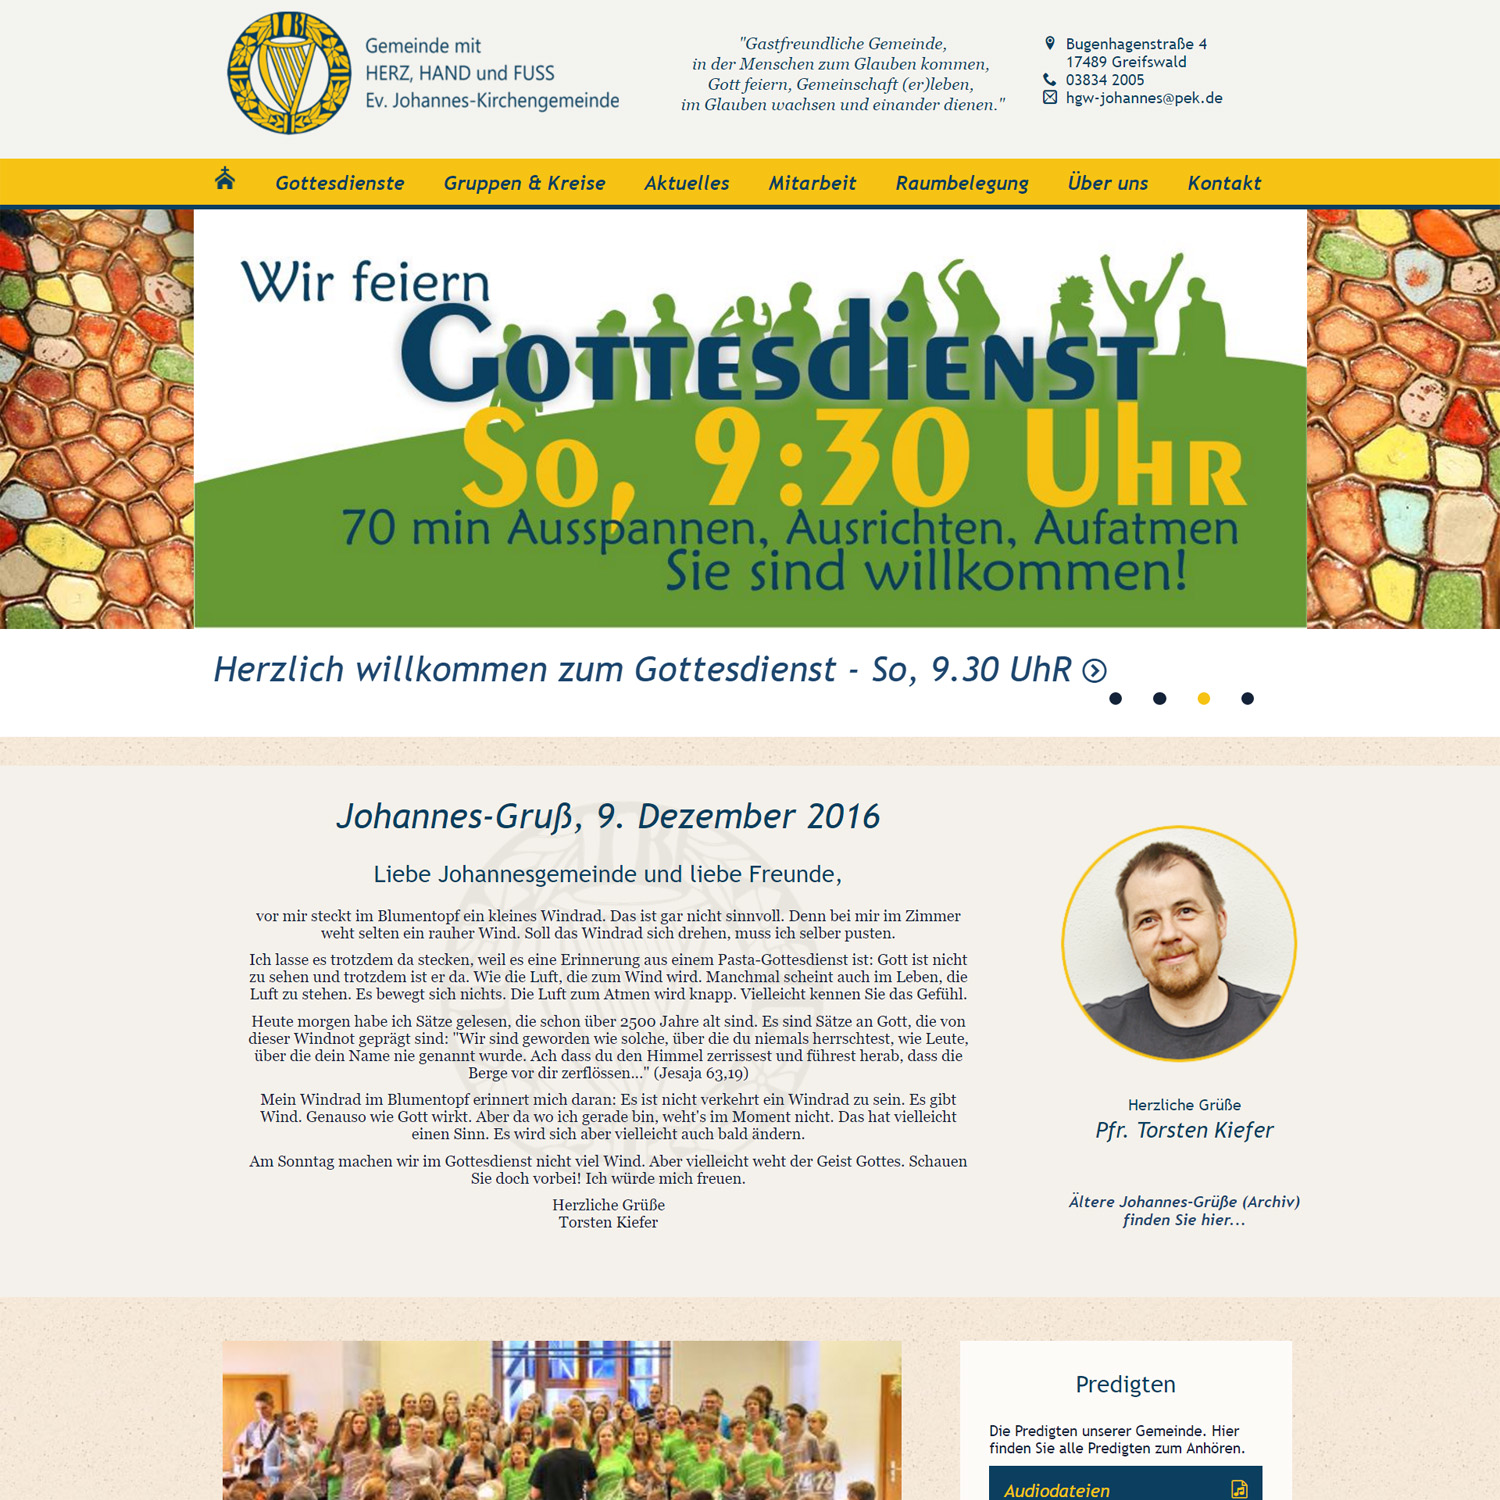 Gemeinde mit
HERZ, HAND und FUSS
Ev. Johannes-Kirchengemeinde
"Gastfreundliche Gemeinde,
in der Menschen zum Glauben kommen,
Gott feiern, Gemeinschaft (er)leben,
im Glauben wachsen und einander dienen."
Bugenhagenstraße 4
17489 Greifswald
03834 2005
hgw-johannes@pek.de
Gottesdienste Gruppen & Kreise Aktuelles Mitarbeit Raumbelegung Über uns Kontakt
Wir feiern
Gottesdienst
So, 9:30 Uhr
70 min Ausspannen, Ausrichten, Aufatmen
Sie sind willkommen!
Herzlich willkommen zum Gottesdienst - So, 9.30 UhR
Johannes-Gruß, 9. Dezember 2016
Liebe Johannesgemeinde und liebe Freunde,
vor mir steckt im Blumentopf ein kleines Windrad. Das ist gar nicht sinnvoll. Denn bei mir im Zimmer
weht selten ein rauher Wind. Soll das Windrad sich drehen, muss ich selber pusten.
Ich lasse es trotzdem da stecken, weil es eine Erinnerung aus einem Pasta-Gottesdienst ist: Gott ist nicht
zu sehen und trotzdem ist er da. Wie die Luft, die zum Wind wird. Manchmal scheint auch im Leben, die
Luft zu stehen. Es bewegt sich nichts. Die Luft zum Atmen wird knapp. Vielleicht kennen Sie das Gefühl.
Heute morgen habe ich Sätze gelesen, die schon über 2500 Jahre alt sind. Es sind Sätze an Gott, die von
dieser Windnot geprägt sind: "Wir sind geworden wie solche, über die du niemals herrschtest, wie Leute,
über die dein Name nie genannt wurde. Ach dass du den Himmel zerrissest und führest herab, dass die
Berge vor dir zerflössen..." (Jesaja 63,19)
Mein Windrad im Blumentopf erinnert mich daran: Es ist nicht verkehrt ein Windrad zu sein. Es gibt
Wind. Genauso wie Gott wirkt. Aber da wo ich gerade bin, weht's im Moment nicht. Das hat vielleicht
einen Sinn. Es wird sich aber vielleicht auch bald ändern.
Am Sonntag machen wir im Gottesdienst nicht viel Wind. Aber vielleicht weht der Geist Gottes. Schauen
Sie doch vorbei! Ich würde mich freuen.
Herzliche Grüße
Torsten Kiefer
Herzliche Grüße
Pfr. Torsten Kiefer
Ältere Johannes-Grüße (Archiv)
finden Sie hier...
Predigten
Die Predigten unserer Gemeinde. Hier
finden Sie alle Predigten zum Anhören.
Audiodateien